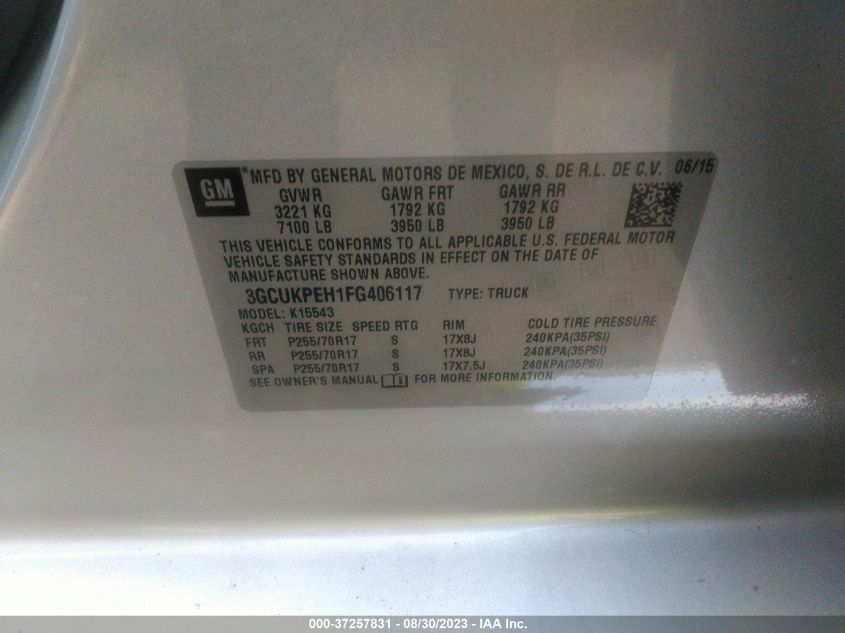 GM ® MFD BY GENERAL MOTORS DE MEXICO, S. DE R.L. DE C.V. 06/15
GVWR GAWR FRT GAWR RR
3221 KG 1792 KG 1792 KG
7100 LB 3950 LB 3950 LB
THIS VEHICLE CONFORMS TO ALL APPLICABLE U.S. FEDERAL MOTOR
VEHICLE SAFETY STANDARDS IN EFFECT ON THE DATE OF
MANUFACTURE SHOWN ABOVE.
3GCUKPEH1FG406117 TYPE: TRUCK
MODEL: K15543
KGCH TIRE SIZE SPEED RTG RIM COLD TIRE PRESSURE
FRT P255/70R17 S 17X8J 240KPA(35PSI)
RR P255/70R17 S 17X8J 240KPA(35PSI)
SPA P255/70R17 S 17X7.5J 240KPA(35PSI)
SEE OWNER'S MANUAL FOR MORE INFORMATION.
000-37257831 - 08/30/2023 - IAA Inc.